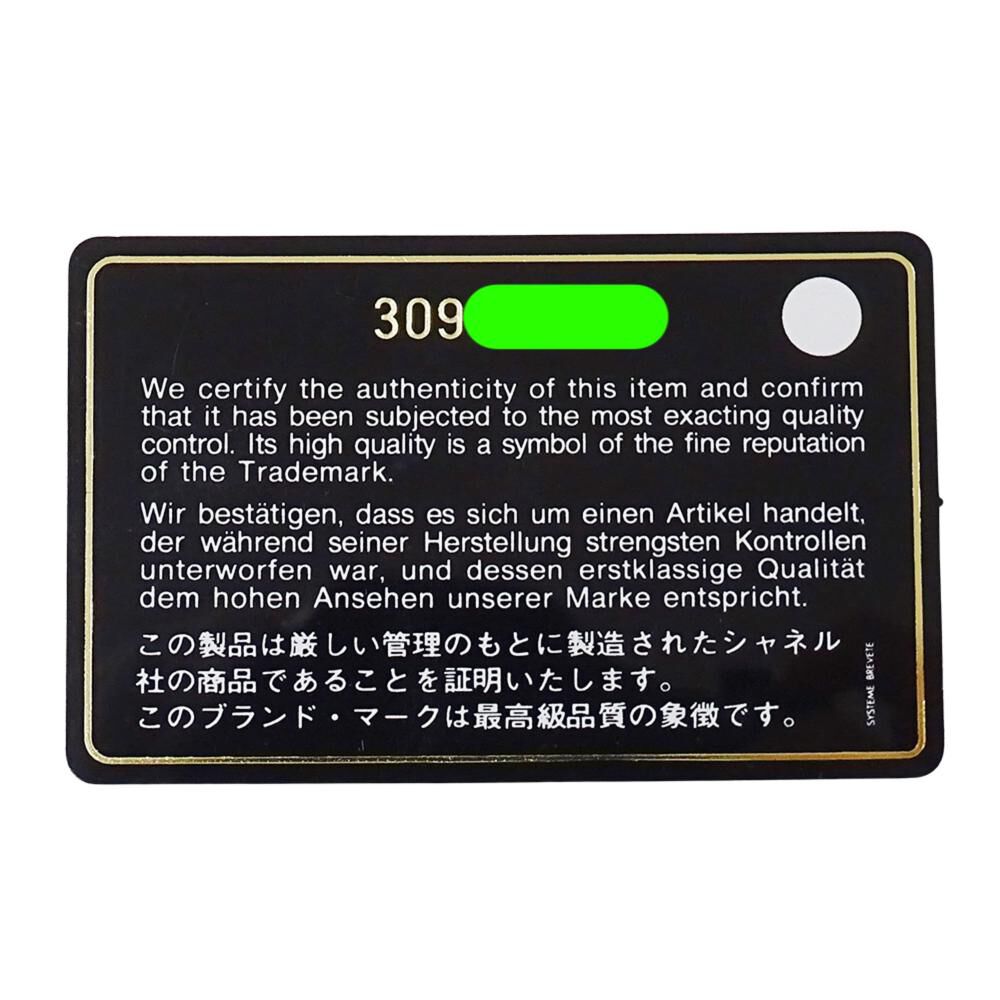 309
We certify the authenticity of this item and confirm
that it has been subjected to the most exacting quality
control. Its high quality is a symbol of the fine reputation
of the Trademark.
Wir bestätigen, dass es sich um einen Artikel handelt,
der während seiner Herstellung strengsten Kontrollen
unterworfen war, und dessen erstklassige Qualität
dem hohen Ansehen unserer Marke entspricht.
この製品は厳しい管理のもとに製造されたシャネル
社の商品であることを証明いたします。
このブランド・マークは最高級品質の象徴です。
SYSTEME BREVETE